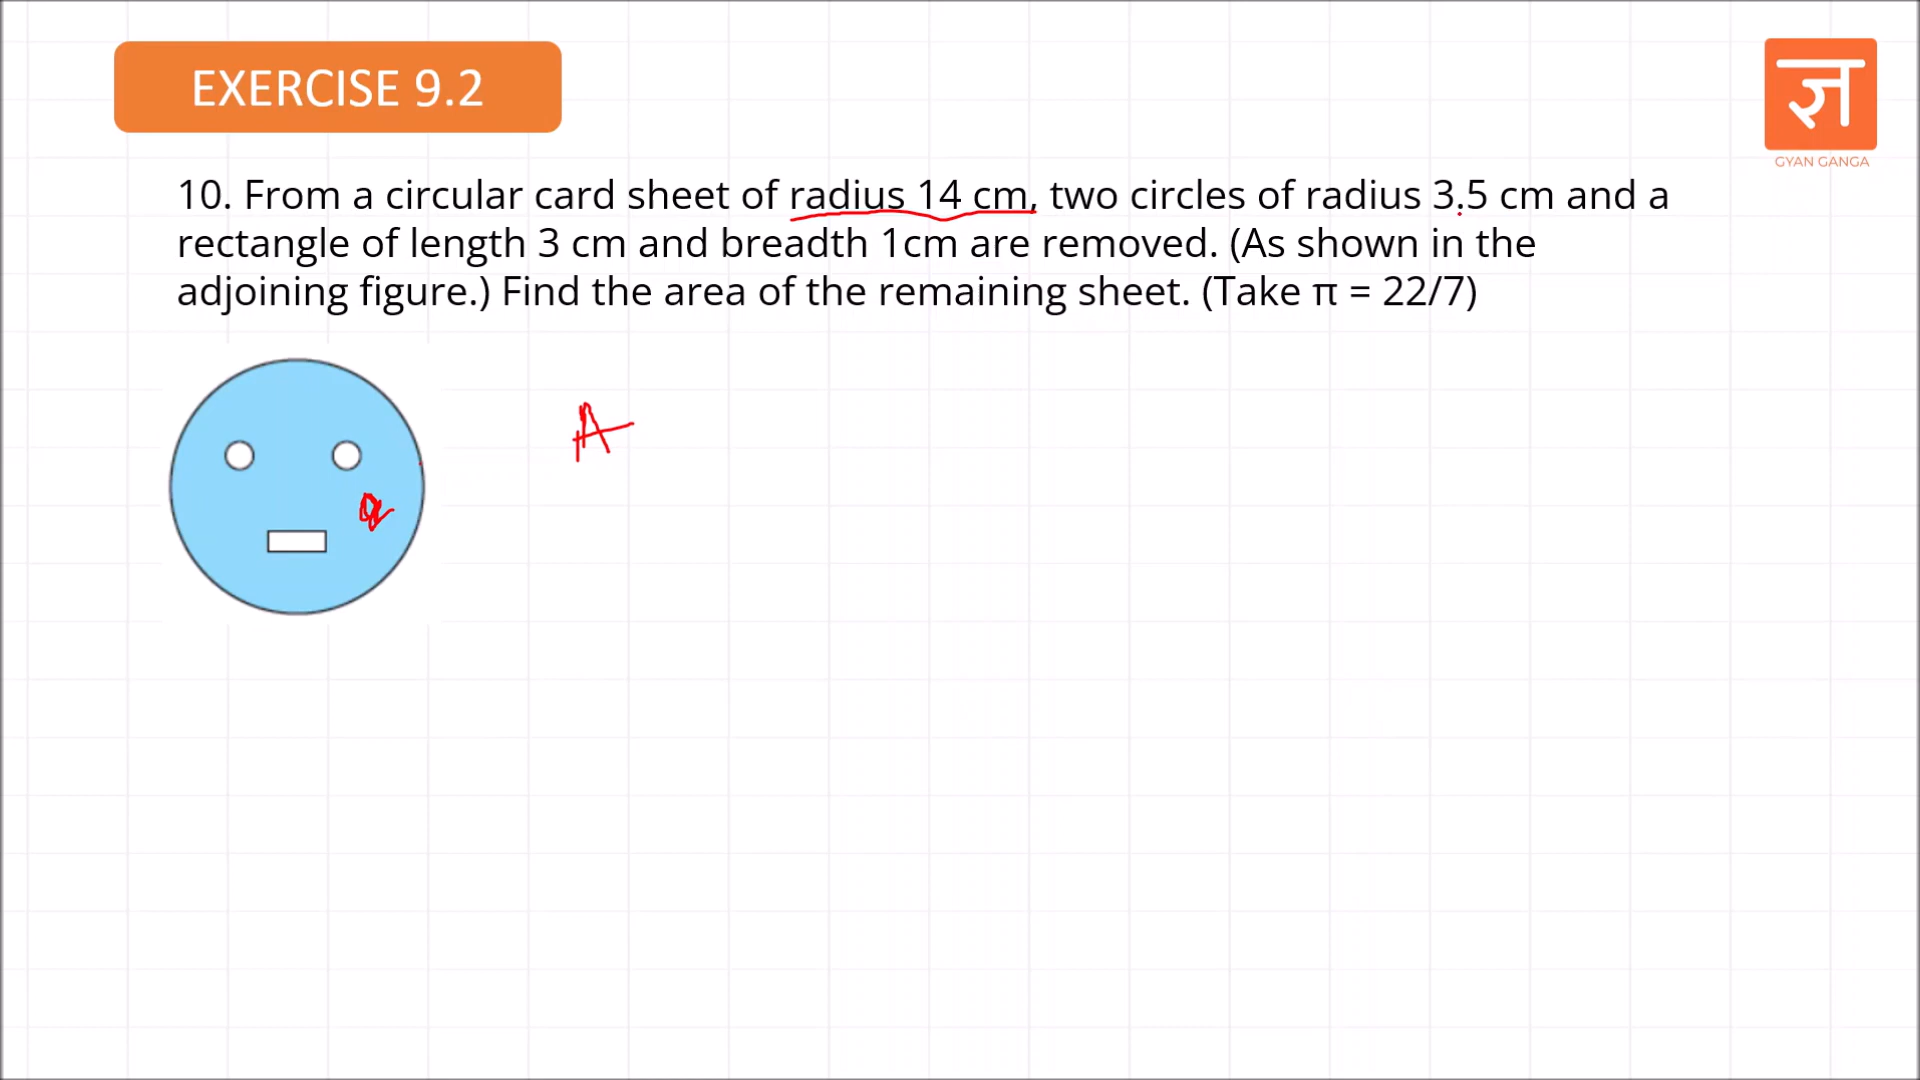 EXERCISE 9.2
ज्ञ
GYAN GANGA
10. From a circular card sheet of radius 14 cm, two circles of radius 3.5 cm and a
rectangle of length 3 cm and breadth 1cm are removed. (As shown in the
adjoining figure.) Find the area of the remaining sheet. (Take π = 22/7)
A